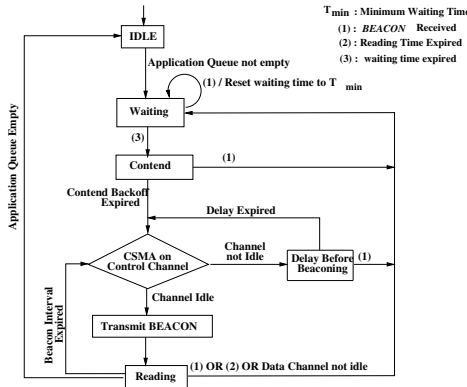 T min : Minimum Waiting Time
(1) : BEACON Received
(2) : Reading Time Expired
(3) : waiting time expired
IDLE
Application Queue not empty
(1) / Reset waiting time to T min
Waiting
(3)
Contend
(1)
Contend Backoff
Expired
Delay Expired
CSMA on
Control Channel
Channel
not Idle
Delay Before
Beaconing
(1)
Channel Idle
Transmit BEACON
Reading
(1) OR (2) OR Data Channel not idle
Beacon Interval
Expired
Application Queue Empty